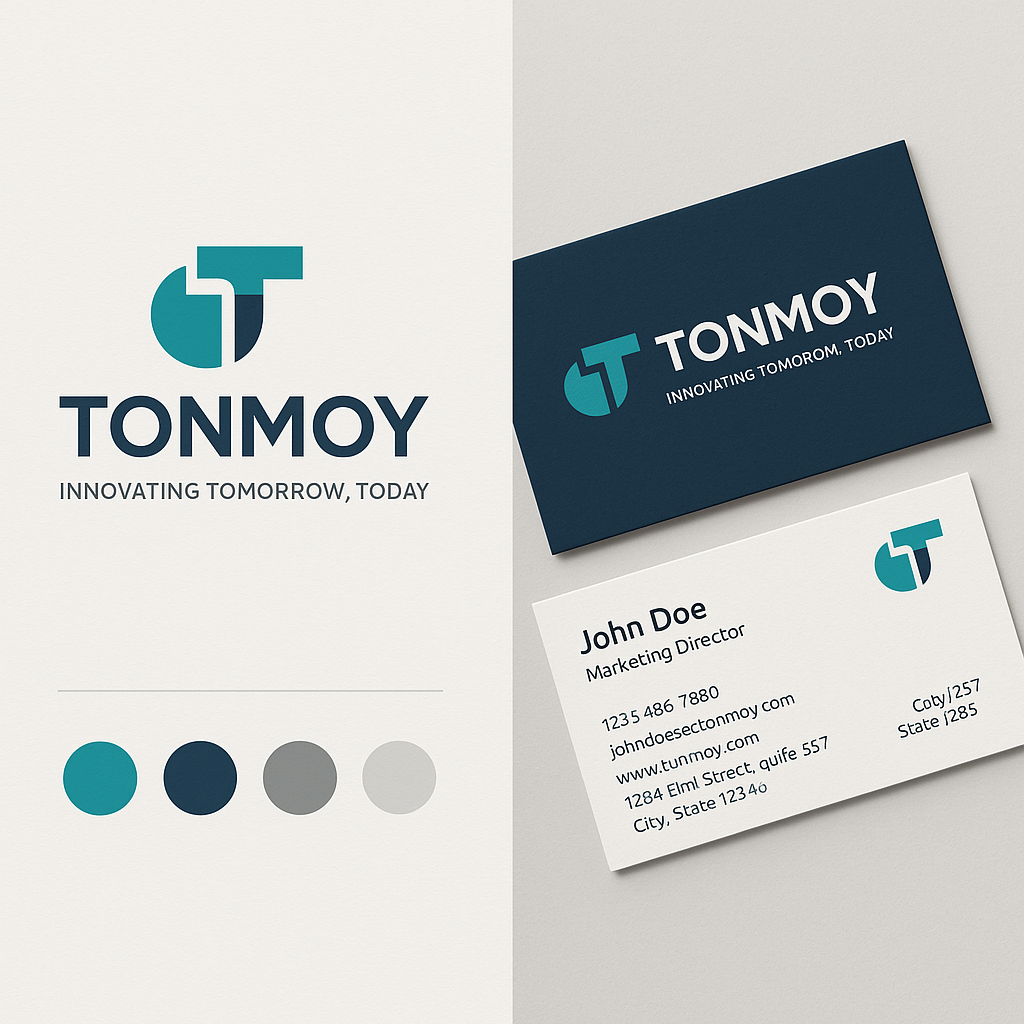 TONMOY
INNOVATING TOMORROW, TODAY
TONMOY
INNOVATING TOMOROM, TODAY
John Doe
Marketing Director
1235 486 7880
johndoesectonmoy com
www.tunmoy.com
1284 Elml Strect, quife 557
City, State 12346
Coty/257
State /285